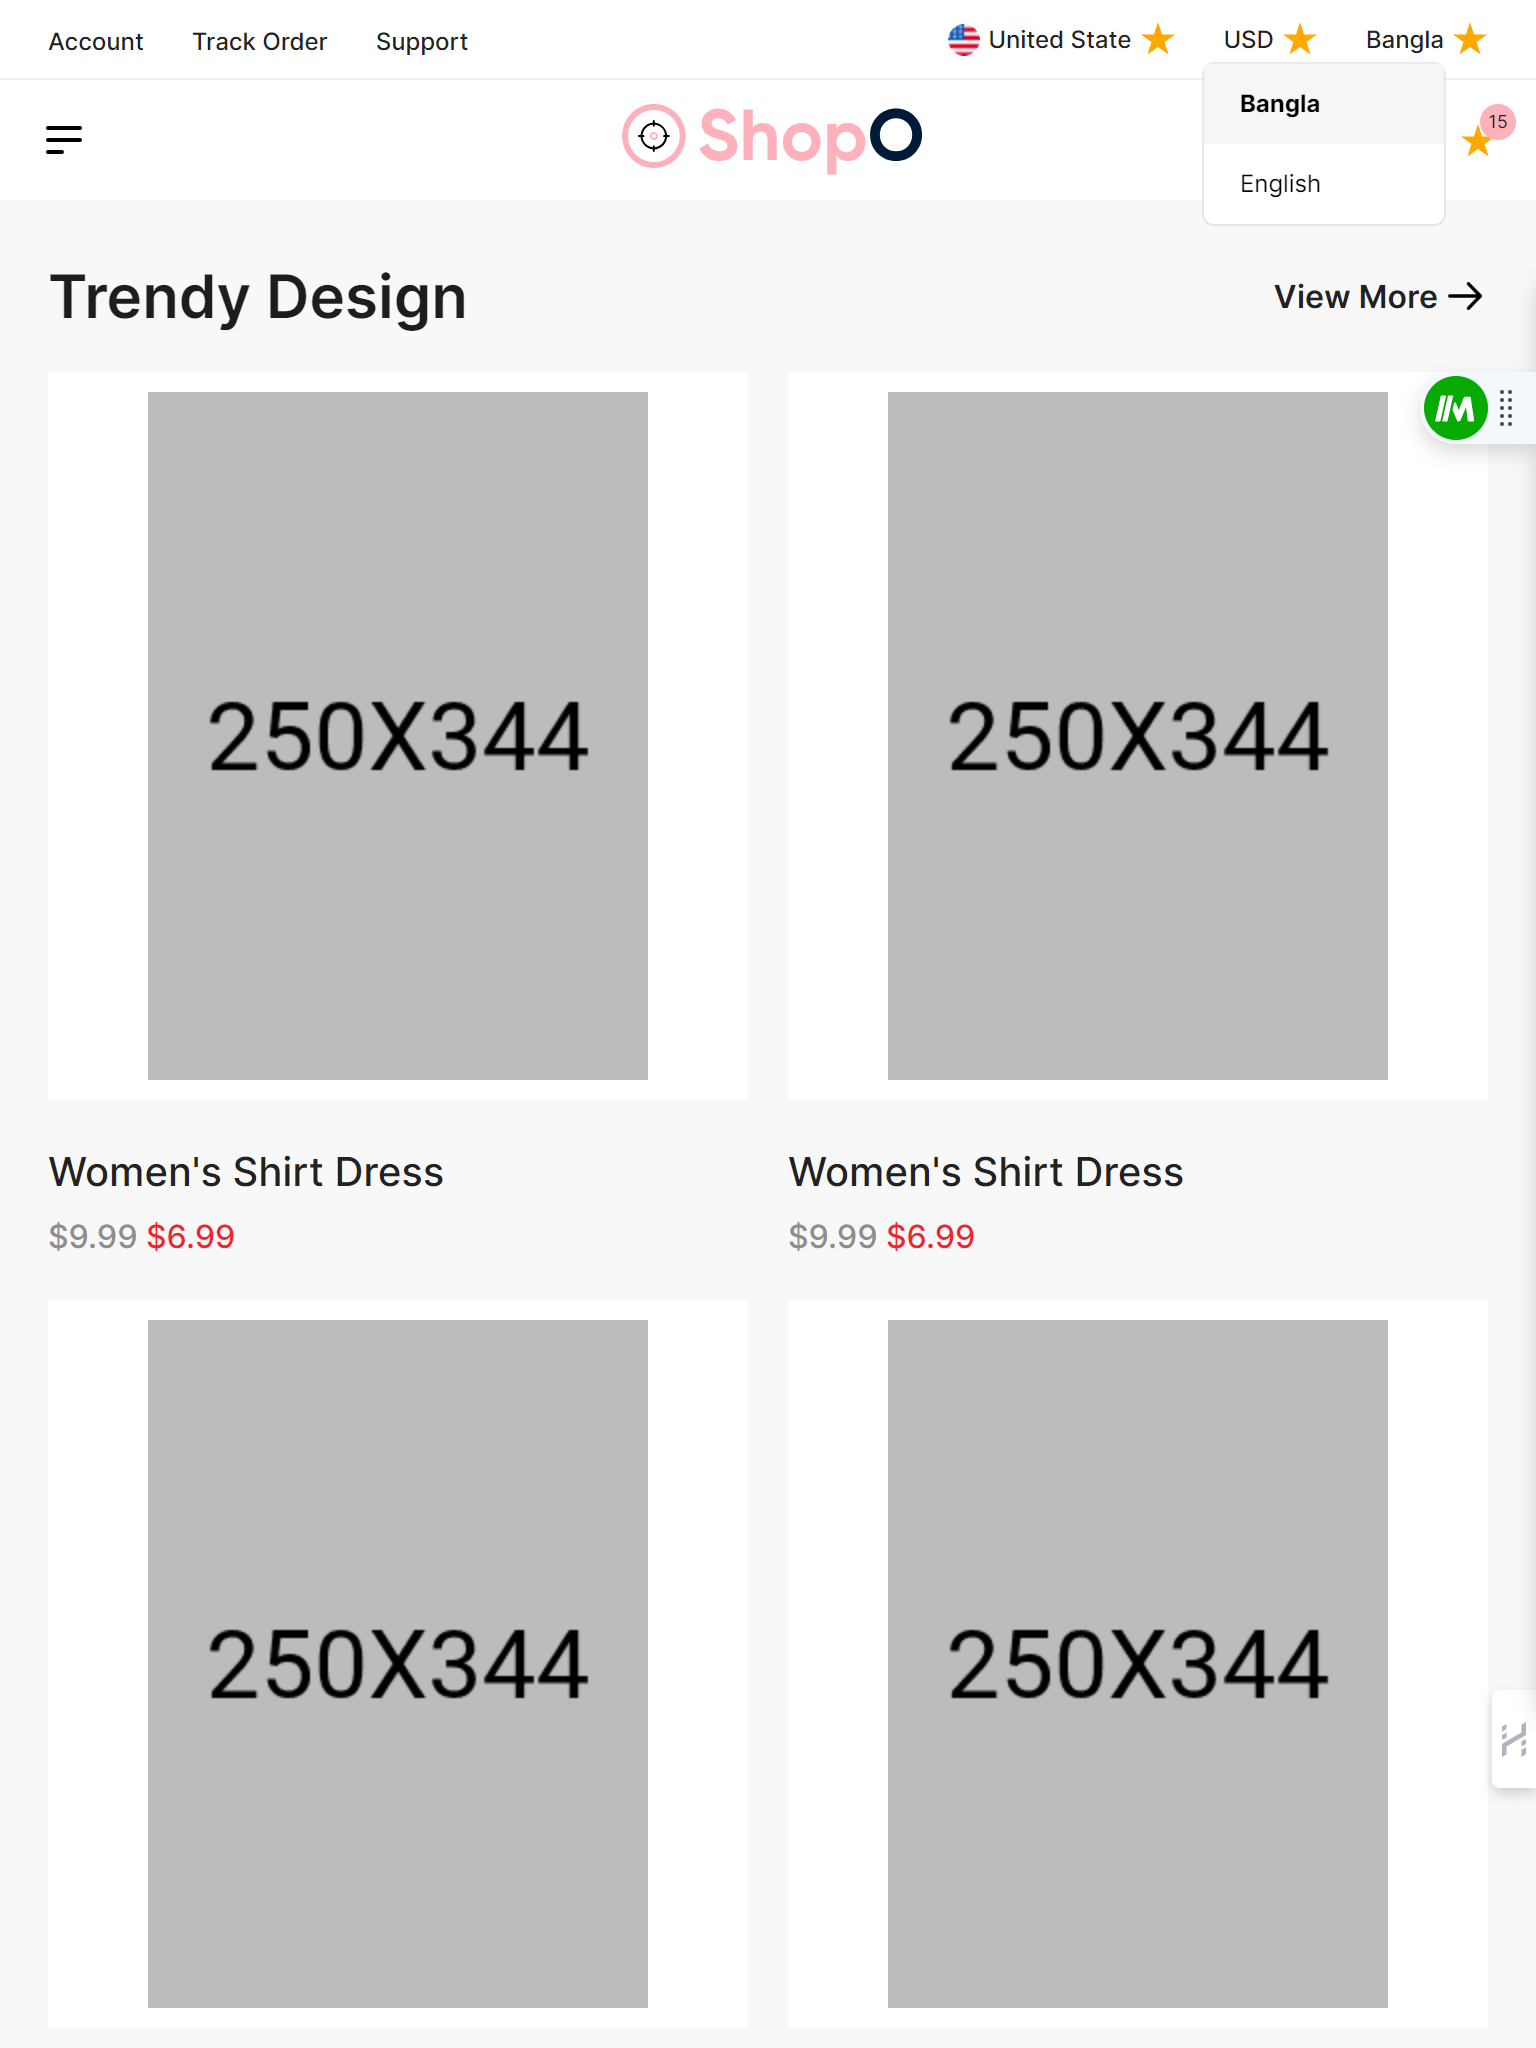 Account Track Order Support United State USD Bangla
Bangla
English
ShopO
15
Trendy Design View More
250X344 250X344
Women's Shirt Dress Women's Shirt Dress
$9.99 $6.99 $9.99 $6.99
250X344 250X344